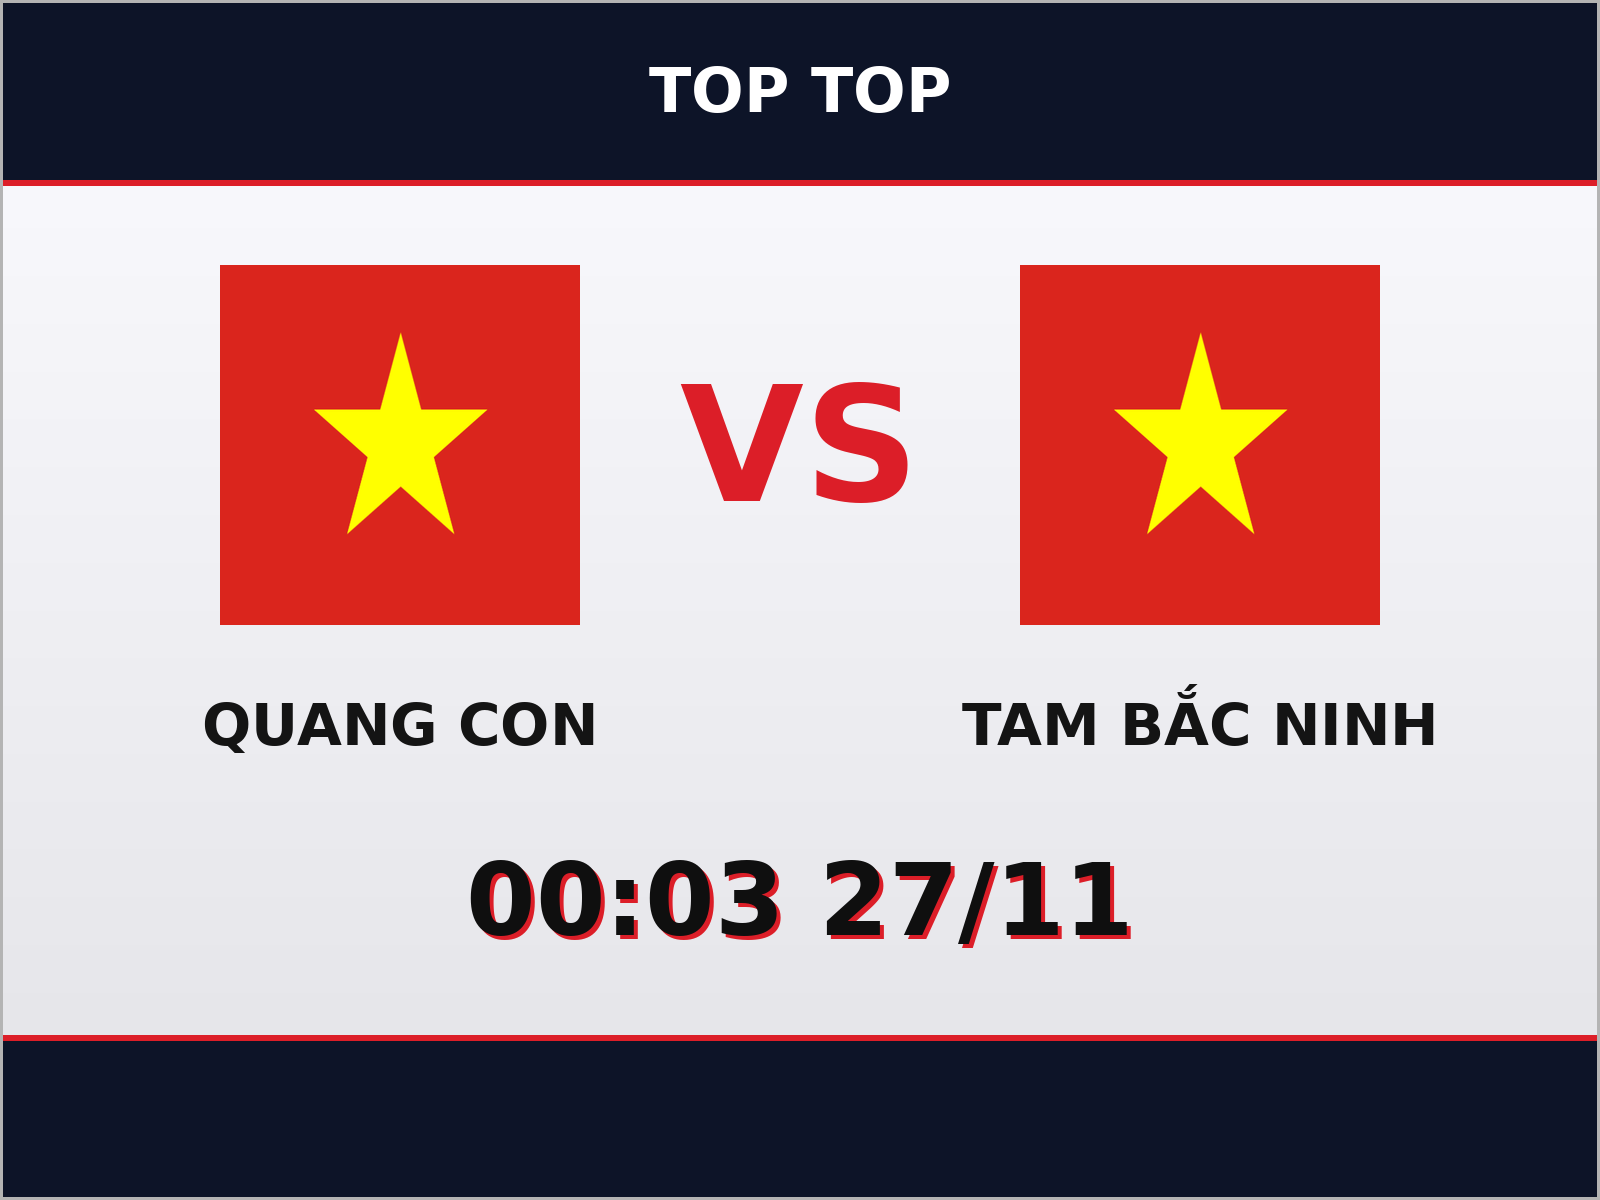 TOP TOP
VS
QUANG CON
TAM BẮC NINH
00:03 27/11